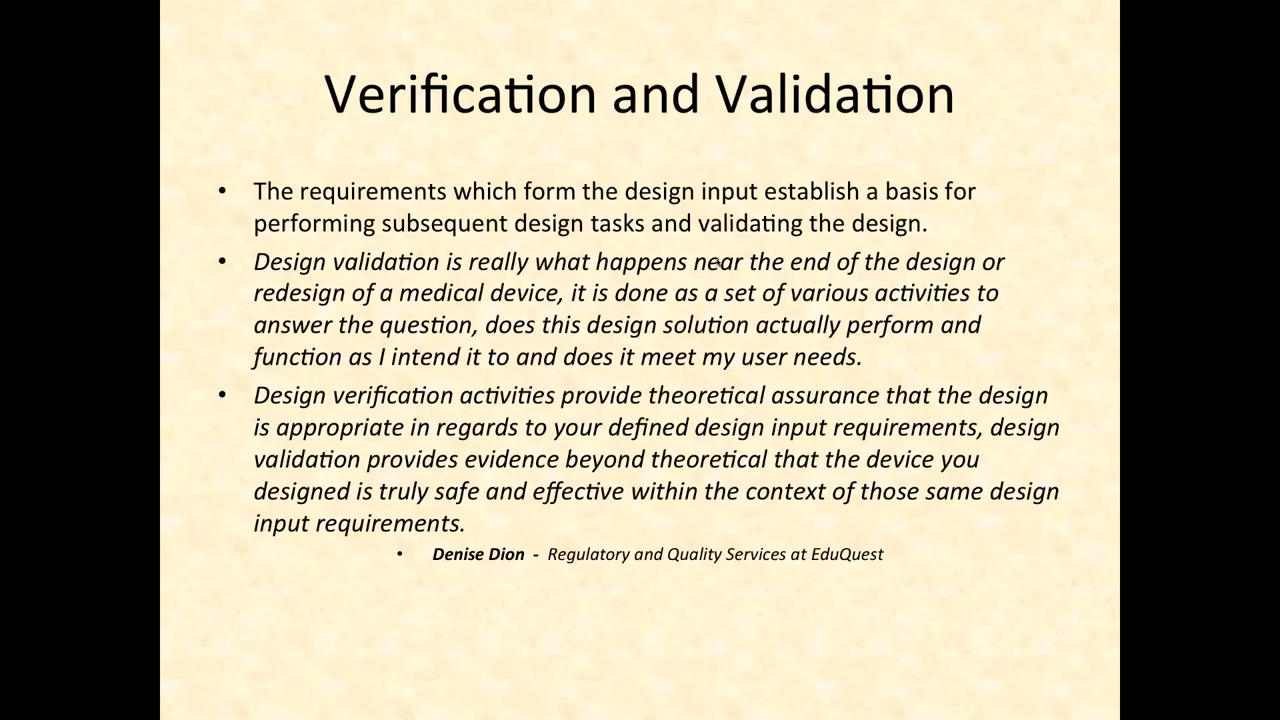 Verification and Validation
• The requirements which form the design input establish a basis for
performing subsequent design tasks and validating the design.
• Design validation is really what happens near the end of the design or
redesign of a medical device, it is done as a set of various activities to
answer the question, does this design solution actually perform and
function as I intend it to and does it meet my user needs.
• Design verification activities provide theoretical assurance that the design
is appropriate in regards to your defined design input requirements, design
validation provides evidence beyond theoretical that the device you
designed is truly safe and effective within the context of those same design
input requirements.
• Denise Dion - Regulatory and Quality Services at EduQuest